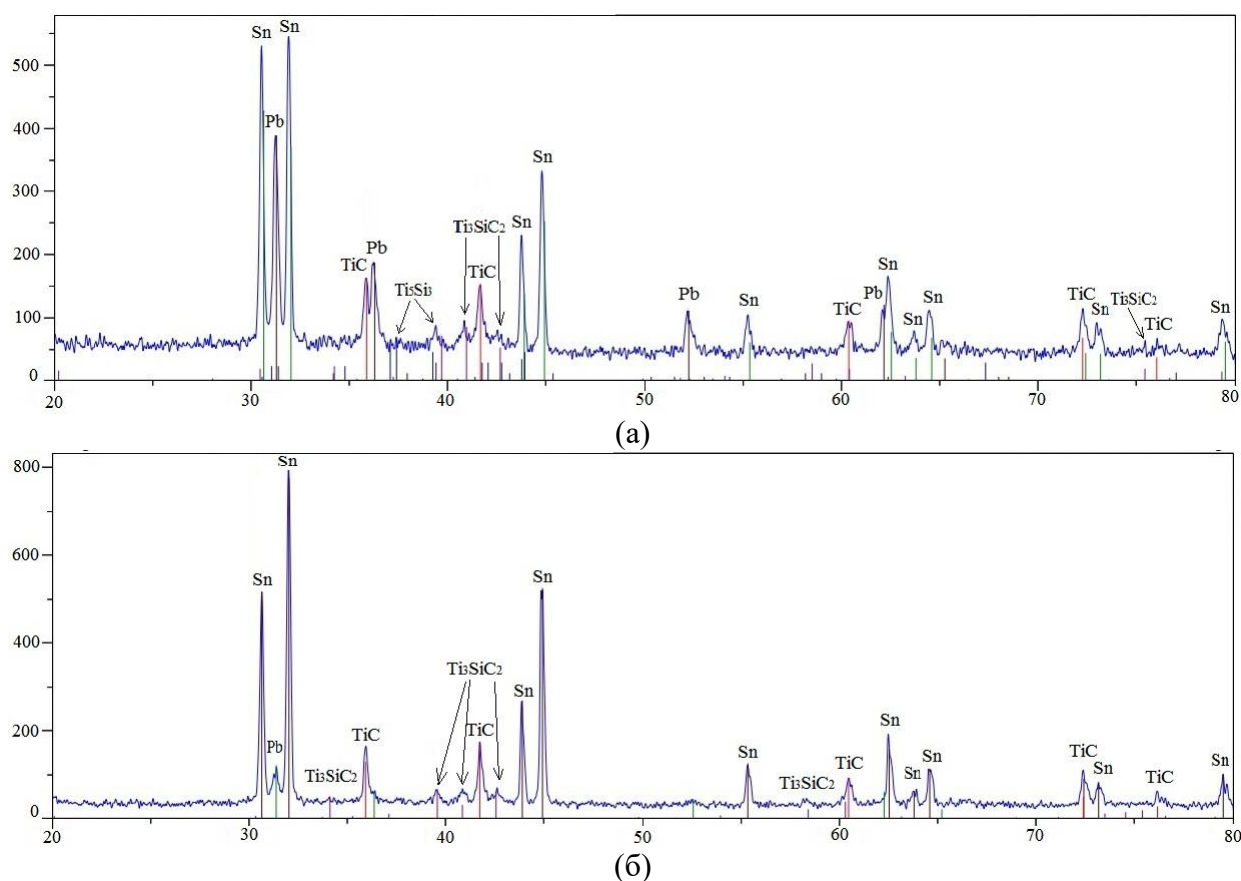 Sn
Sn
500
400
Pb
300
Sn
Sn
200
Ti₃SiC₂
Pb
TiC
TiC
Ti₅Si₃
Pb
Sn
Sn
Pb
Sn
Sn
TiC
TiC
Sn
Ti₃SiC₂
TiC
Sn
100
0
20 30 40 50 60 70 80
(а)
800
Sn
600
Sn
Sn
400
Ti₃SiC₂
Sn
200
Pb
TiC
TiC
Ti₃SiC₂
Sn
Ti₃SiC₂
TiC
Sn
Sn
Sn
TiC
Sn
TiC
Sn
0
20 30 40 50 60 70 80
(б)